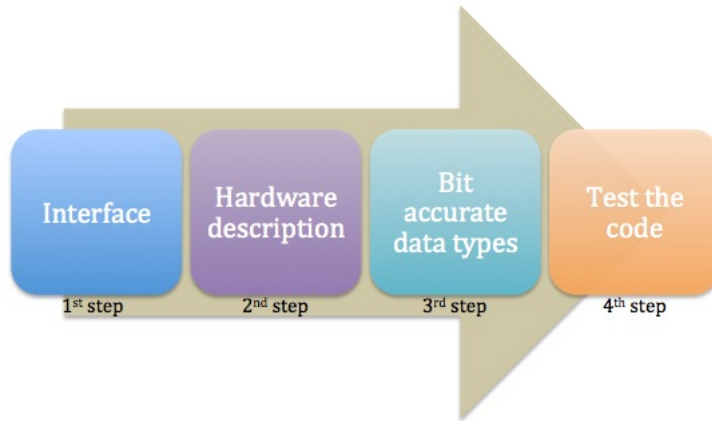 Interface
Hardware
description
Bit
accurate
data types
Test the
code
1st step
2nd step
3rd step
4th step